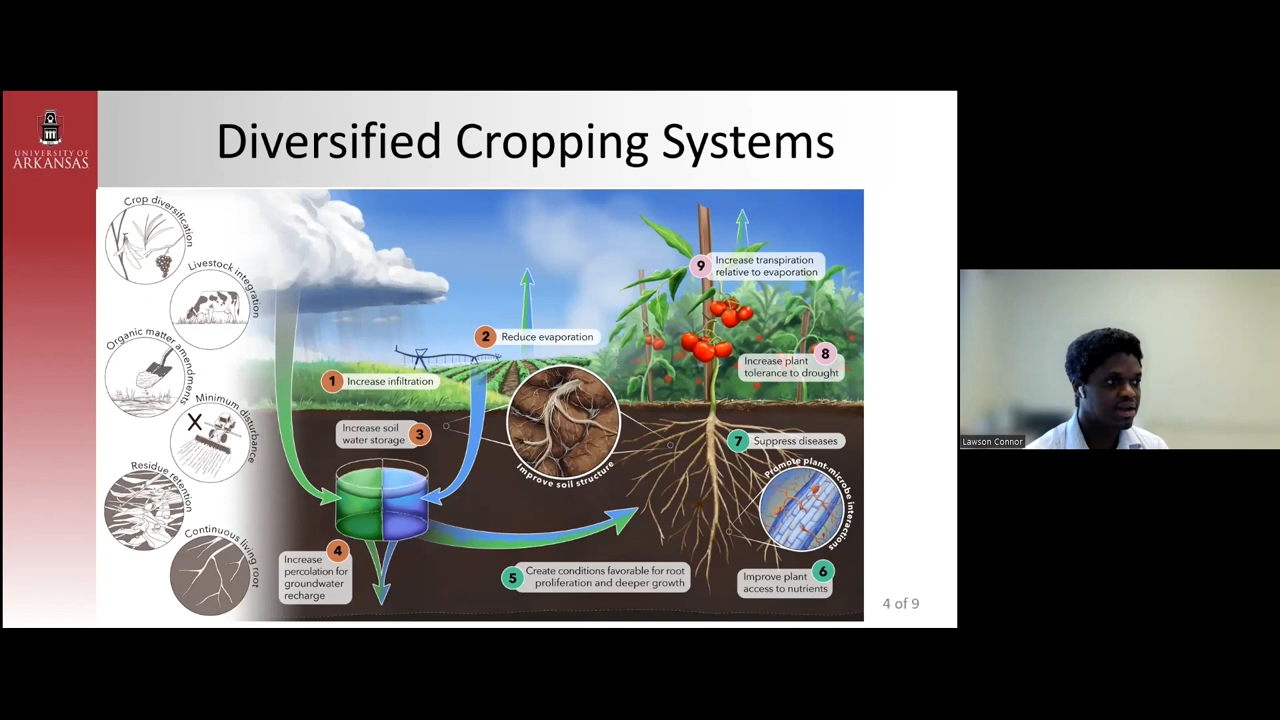 UNIVERSITY OF
ARKANSAS
Diversified Cropping Systems
Crop diversification
Livestock integration
Organic matter amendments
Minimum disturbance
X
Residue retention
Continuous living root
1 Increase infiltration
2 Reduce evaporation
3 Increase soil
water storage
4 Increase
percolation for
groundwater
recharge
Improve soil structure
5 Create conditions favorable for root
proliferation and deeper growth
6 Improve plant
access to nutrients
Promote plant-microbe interactions
7 Suppress diseases
8 Increase plant
tolerance to drought
9 Increase transpiration
relative to evaporation
4 of 9
Lawson Connor